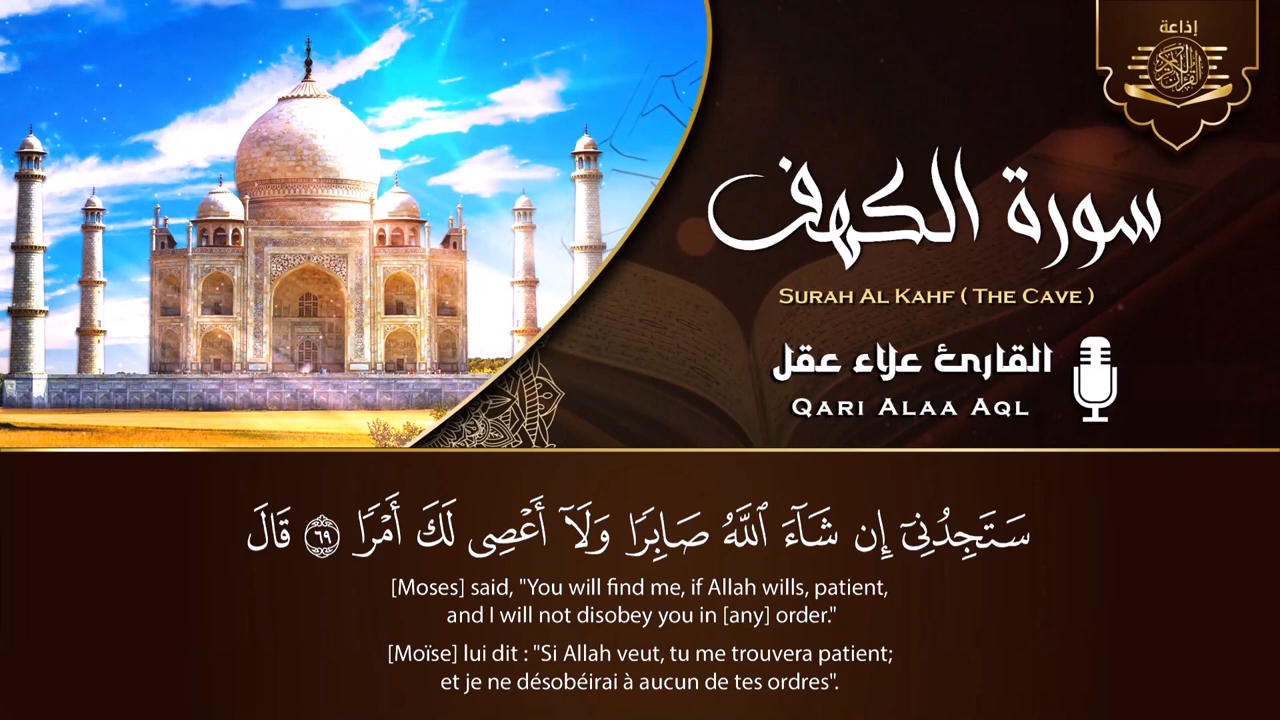 إذاعة
القرآن الكريم
سورة الكهف
SURAH AL KAHF ( THE CAVE )
القارئ علاء عقل
QARI ALAA AQL
سَتَجِدُنِىٓ إِن شَآءَ ٱللَّهُ صَابِرًا وَلَآ أَعْصِى لَكَ أَمْرًا ٦٩ قَالَ
[Moses] said, "You will find me, if Allah wills, patient,
and I will not disobey you in [any] order."
[Moïse] lui dit : "Si Allah veut, tu me trouvera patient;
et je ne désobéirai à aucun de tes ordres".